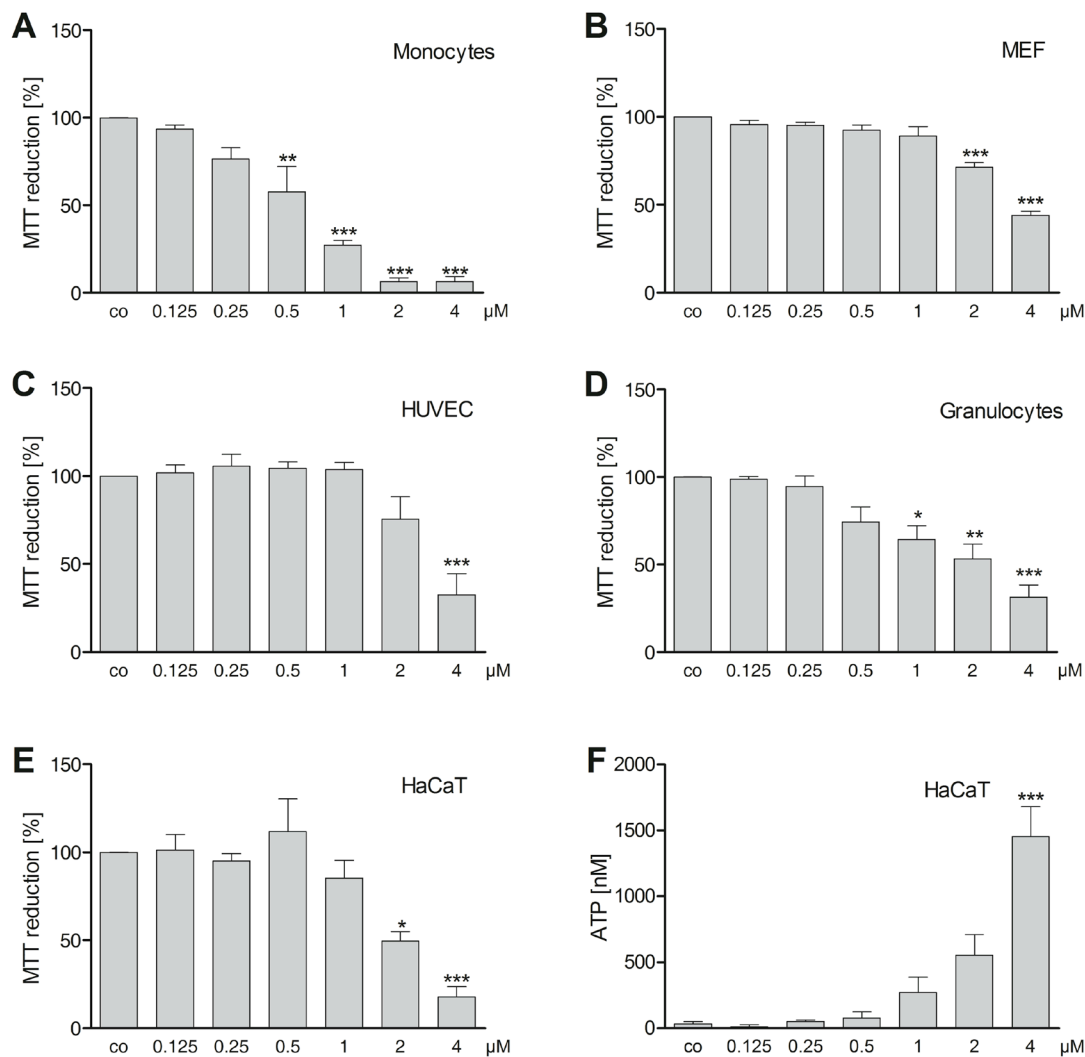 A
Monocytes
MTT reduction [%]
150
100
50
0
**
***
***
***
co 0.125 0.25 0.5 1 2 4 µM
B
MEF
MTT reduction [%]
150
100
50
0
***
***
co 0.125 0.25 0.5 1 2 4 µM
C
HUVEC
MTT reduction [%]
150
100
50
0
***
co 0.125 0.25 0.5 1 2 4 µM
D
Granulocytes
MTT reduction [%]
150
100
50
0
*
**
***
co 0.125 0.25 0.5 1 2 4 µM
E
HaCaT
MTT reduction [%]
150
100
50
0
*
***
co 0.125 0.25 0.5 1 2 4 µM
F
HaCaT
ATP [nM]
2000
1500
1000
500
0
***
co 0.125 0.25 0.5 1 2 4 µM